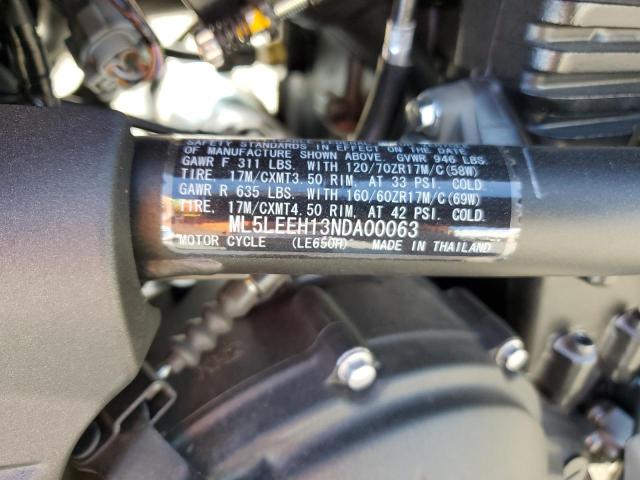 SAFETY STANDARDS IN EFFECT ON THE DATE
OF MANUFACTURE SHOWN ABOVE. GVWR 946 LBS.
GAWR F 311 LBS. WITH 120/70ZR17M/C(58W)
TIRE. 17M/CXMT3.50 RIM. AT 33 PSI. COLD.
GAWR R 635 LBS. WITH 160/60ZR17M/C(69W)
TIRE. 17M/CXMT4.50 RIM. AT 42 PSI. COLD.
ML5LEEH13NDA00063
MOTOR CYCLE (LE650H) MADE IN THAILAND